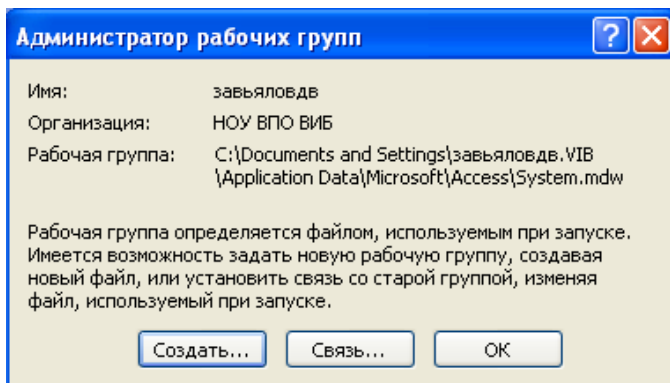 Администратор рабочих групп
Имя: завьяловдв
Организация: НОУ ВПО ВИБ
Рабочая группа: C:\Documents and Settings\завьяловдв.VIB
\Application Data\Microsoft\Access\System.mdw
Рабочая группа определяется файлом, используемым при запуске.
Имеется возможность задать новую рабочую группу, создавая
новый файл, или установить связь со старой группой, изменяя
файл, используемый при запуске.
Создать... Связь... ОК